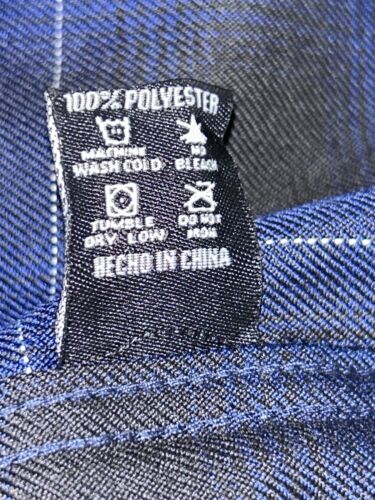 100% POLYESTER
MACHINE NO
WASH COLD BLEACH
TUMBLE DO NOT
DRY LOW IRON
HECHO IN CHINA